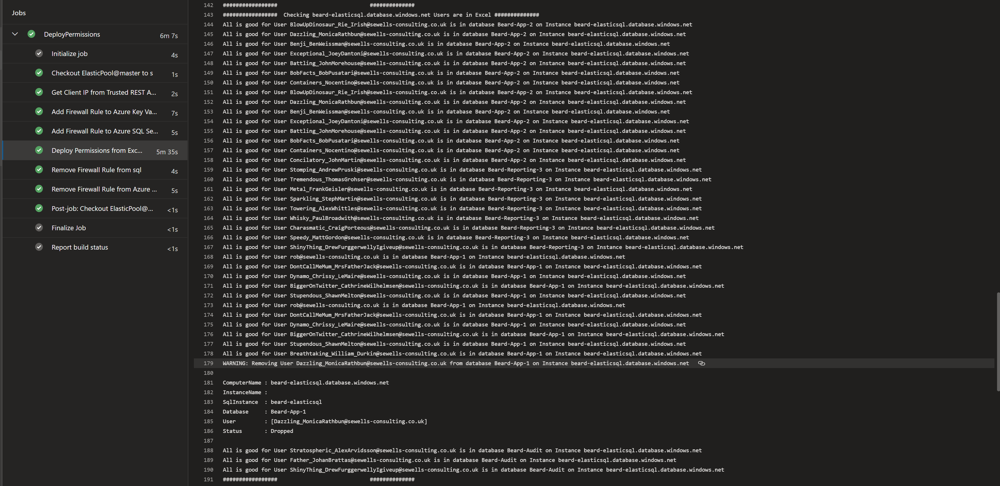 Jobs
DeployPermissions 6m 7s
Initialize job 4s
Checkout ElasticPool@master to s 1s
Get Client IP from Trusted REST A... 2s
Add Firewall Rule to Azure Key Va... 7s
Add Firewall Rule to Azure SQL Se... 5s
Deploy Permissions from Exc... 5m 35s
Remove Firewall Rule from sql 4s
Remove Firewall Rule from Azure ... 5s
Post-job: Checkout ElasticPool@... <1s
Finalize Job <1s
Report build status <1s
142 ################# ##############
143 ################# Checking beard-elasticsql.database.windows.net Users are in Excel ##############
144 All is good for User BlowUpDinosaur_Rie_Irish@sewells-consulting.co.uk is in database Beard-App-2 on Instance beard-elasticsql.database.windows.net
145 All is good for User Dazzling_MonicaRathbun@sewells-consulting.co.uk is in database Beard-App-2 on Instance beard-elasticsql.database.windows.net
146 All is good for User Benji_BenWeissman@sewells-consulting.co.uk is in database Beard-App-2 on Instance beard-elasticsql.database.windows.net
147 All is good for User Exceptional_JoeyDantoni@sewells-consulting.co.uk is in database Beard-App-2 on Instance beard-elasticsql.database.windows.net
148 All is good for User Battling_JohnMorehouse@sewells-consulting.co.uk is in database Beard-App-2 on Instance beard-elasticsql.database.windows.net
149 All is good for User BobFacts_BobPusatari@sewells-consulting.co.uk is in database Beard-App-2 on Instance beard-elasticsql.database.windows.net
150 All is good for User Containers_Nocentino@sewells-consulting.co.uk is in database Beard-App-2 on Instance beard-elasticsql.database.windows.net
151 All is good for User BlowUpDinosaur_Rie_Irish@sewells-consulting.co.uk is in database Beard-App-2 on Instance beard-elasticsql.database.windows.net
152 All is good for User Dazzling_MonicaRathbun@sewells-consulting.co.uk is in database Beard-App-2 on Instance beard-elasticsql.database.windows.net
153 All is good for User Benji_BenWeissman@sewells-consulting.co.uk is in database Beard-App-2 on Instance beard-elasticsql.database.windows.net
154 All is good for User Exceptional_JoeyDantoni@sewells-consulting.co.uk is in database Beard-App-2 on Instance beard-elasticsql.database.windows.net
155 All is good for User Battling_JohnMorehouse@sewells-consulting.co.uk is in database Beard-App-2 on Instance beard-elasticsql.database.windows.net
156 All is good for User BobFacts_BobPusatari@sewells-consulting.co.uk is in database Beard-App-2 on Instance beard-elasticsql.database.windows.net
157 All is good for User Containers_Nocentino@sewells-consulting.co.uk is in database Beard-App-2 on Instance beard-elasticsql.database.windows.net
158 All is good for User Concilatory_JohnMartin@sewells-consulting.co.uk is in database Beard-App-2 on Instance beard-elasticsql.database.windows.net
159 All is good for User Stomping_AndrewPruski@sewells-consulting.co.uk is in database Beard-Reporting-3 on Instance beard-elasticsql.database.windows.net
160 All is good for User Tremendous_ThomasGrohser@sewells-consulting.co.uk is in database Beard-Reporting-3 on Instance beard-elasticsql.database.windows.net
161 All is good for User Metal_FrankGeisler@sewells-consulting.co.uk is in database Beard-Reporting-3 on Instance beard-elasticsql.database.windows.net
162 All is good for User Sparkling_StephMartin@sewells-consulting.co.uk is in database Beard-Reporting-3 on Instance beard-elasticsql.database.windows.net
163 All is good for User Towering_AlexWhittles@sewells-consulting.co.uk is in database Beard-Reporting-3 on Instance beard-elasticsql.database.windows.net
164 All is good for User Whisky_PaulBroadwith@sewells-consulting.co.uk is in database Beard-Reporting-3 on Instance beard-elasticsql.database.windows.net
165 All is good for User Charasmatic_CraigPorteous@sewells-consulting.co.uk is in database Beard-Reporting-3 on Instance beard-elasticsql.database.windows.net
166 All is good for User Speedy_MattGordon@sewells-consulting.co.uk is in database Beard-Reporting-3 on Instance beard-elasticsql.database.windows.net
167 All is good for User ShinyThing_DrewFurggerwellyIgiveup@sewells-consulting.co.uk is in database Beard-Reporting-3 on Instance beard-elasticsql.database.windows.net
168 All is good for User rob@sewells-consulting.co.uk is in database Beard-App-1 on Instance beard-elasticsql.database.windows.net
169 All is good for User DontCallMeMum_MrsFatherJack@sewells-consulting.co.uk is in database Beard-App-1 on Instance beard-elasticsql.database.windows.net
170 All is good for User Dynamo_Chrissy_LeMaire@sewells-consulting.co.uk is in database Beard-App-1 on Instance beard-elasticsql.database.windows.net
171 All is good for User BiggerOnTwitter_CathrineWilhelmsen@sewells-consulting.co.uk is in database Beard-App-1 on Instance beard-elasticsql.database.windows.net
172 All is good for User Stupendous_ShawnMelton@sewells-consulting.co.uk is in database Beard-App-1 on Instance beard-elasticsql.database.windows.net
173 All is good for User rob@sewells-consulting.co.uk is in database Beard-App-1 on Instance beard-elasticsql.database.windows.net
174 All is good for User DontCallMeMum_MrsFatherJack@sewells-consulting.co.uk is in database Beard-App-1 on Instance beard-elasticsql.database.windows.net
175 All is good for User Dynamo_Chrissy_LeMaire@sewells-consulting.co.uk is in database Beard-App-1 on Instance beard-elasticsql.database.windows.net
176 All is good for User BiggerOnTwitter_CathrineWilhelmsen@sewells-consulting.co.uk is in database Beard-App-1 on Instance beard-elasticsql.database.windows.net
177 All is good for User Stupendous_ShawnMelton@sewells-consulting.co.uk is in database Beard-App-1 on Instance beard-elasticsql.database.windows.net
178 All is good for User Breathtaking_William_Durkin@sewells-consulting.co.uk is in database Beard-App-1 on Instance beard-elasticsql.database.windows.net
179 WARNING: Removing User Dazzling_MonicaRathbun@sewells-consulting.co.uk from database Beard-App-1 on Instance beard-elasticsql.database.windows.net
180
181 ComputerName : beard-elasticsql.database.windows.net
182 InstanceName :
183 SqlInstance : beard-elasticsql
184 Database : Beard-App-1
185 User : [Dazzling_MonicaRathbun@sewells-consulting.co.uk]
186 Status : Dropped
187
188 All is good for User Stratospheric_AlexArvidsson@sewells-consulting.co.uk is in database Beard-Audit on Instance beard-elasticsql.database.windows.net
189 All is good for User Father_JohanBrattas@sewells-consulting.co.uk is in database Beard-Audit on Instance beard-elasticsql.database.windows.net
190 All is good for User ShinyThing_DrewFurggerwellyIgiveup@sewells-consulting.co.uk is in database Beard-Audit on Instance beard-elasticsql.database.windows.net
191 ################# ##############